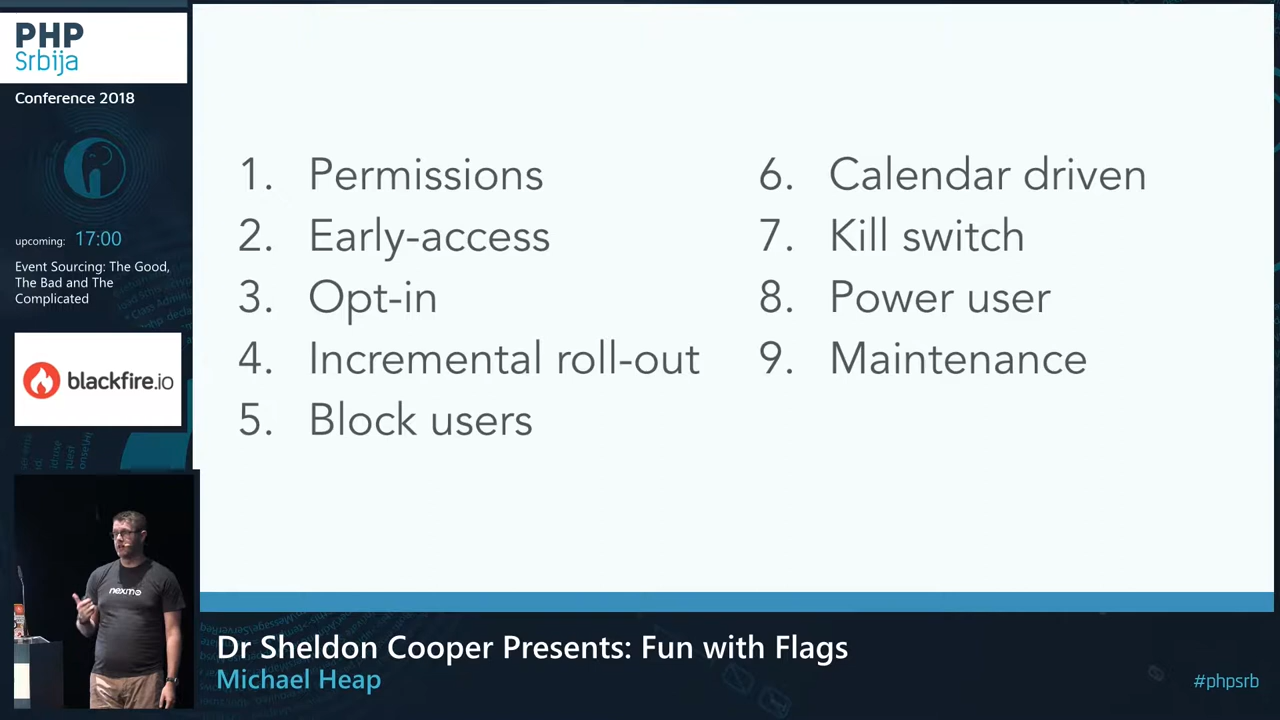 PHP
Srbija
Conference 2018
upcoming: 17:00
Event Sourcing: The Good,
The Bad and The
Complicated
blackfire.io
nexmo
1. Permissions
2. Early-access
3. Opt-in
4. Incremental roll-out
5. Block users
6. Calendar driven
7. Kill switch
8. Power user
9. Maintenance
Dr Sheldon Cooper Presents: Fun with Flags
Michael Heap
#phpsrb